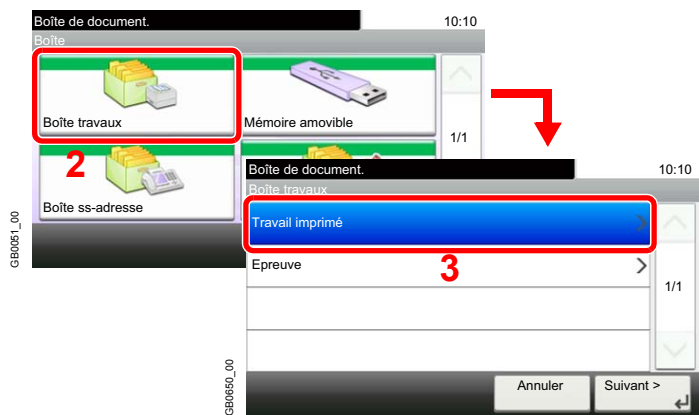 Boîte de document.
10:10
Boîte
Boîte travaux
Mémoire amovible
1/1
2
Boîte ss-adresse
GB0051_00
Boîte de document.
10:10
Boîte travaux
Travail imprimé
Epreuve
3
1/1
Annuler
Suivant >
GB0650_00